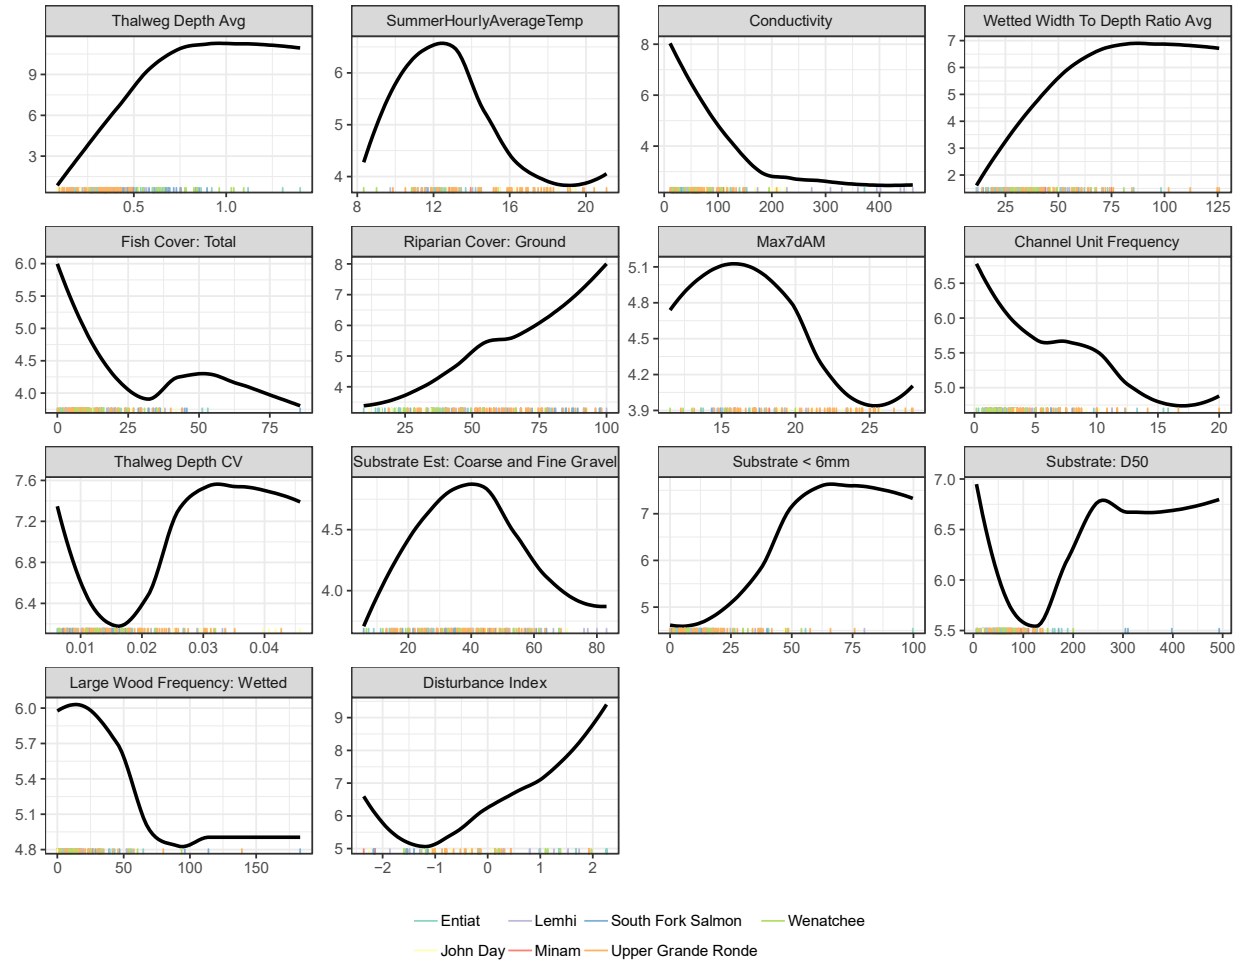 Thalweg Depth Avg
SummerHourlyAverageTemp
Conductivity
Wetted Width To Depth Ratio Avg
9
6
3
0.5 1.0
6
5
4
8 12 16 20
8
6
4
0 100 200 300 400
7
6
5
4
3
2
25 50 75 100 125
Fish Cover: Total
Riparian Cover: Ground
Max7dAM
Channel Unit Frequency
6.0
5.5
5.0
4.5
4.0
0 25 50 75
8
7
6
5
4
25 50 75 100
5.1
4.8
4.5
4.2
3.9
15 20 25
6.5
6.0
5.5
5.0
0 5 10 15 20
Thalweg Depth CV
Substrate Est: Coarse and Fine Gravel
Substrate < 6mm
Substrate: D50
7.6
7.2
6.8
6.4
0.01 0.02 0.03 0.04
4.5
4.0
20 40 60 80
7
6
5
0 25 50 75 100
7.0
6.5
6.0
5.5
0 100 200 300 400 500
Large Wood Frequency: Wetted
Disturbance Index
6.0
5.7
5.4
5.1
4.8
0 50 100 150
9
8
7
6
5
−2 −1 0 1 2
Entiat Lemhi South Fork Salmon Wenatchee
John Day Minam Upper Grande Ronde